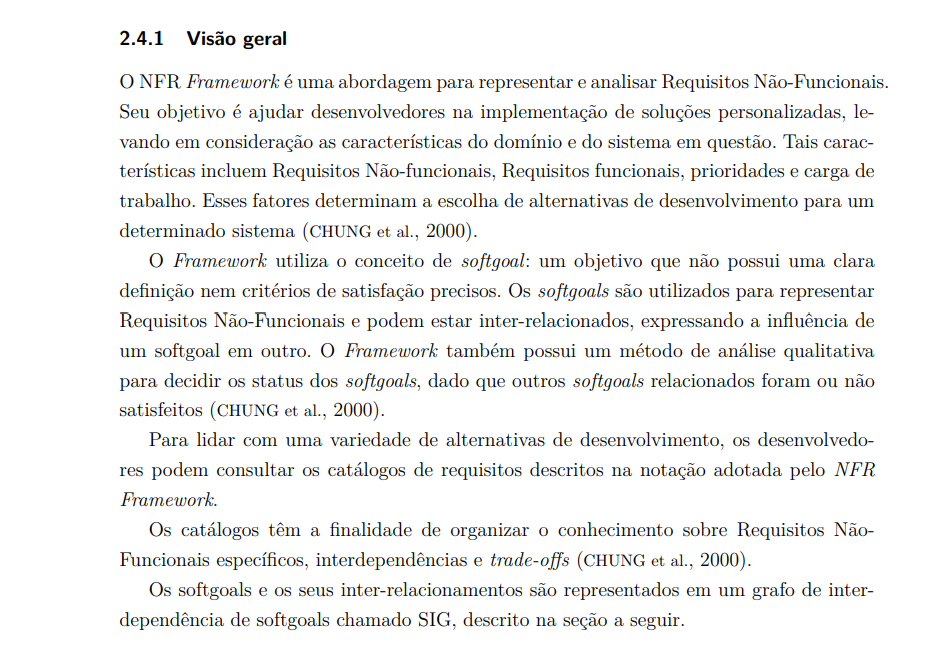 2.4.1 Visão geral
O NFR Framework é uma abordagem para representar e analisar Requisitos Não-Funcionais.
Seu objetivo é ajudar desenvolvedores na implementação de soluções personalizadas, le-
vando em consideração as características do domínio e do sistema em questão. Tais carac-
terísticas incluem Requisitos Não-funcionais, Requisitos funcionais, prioridades e carga de
trabalho. Esses fatores determinam a escolha de alternativas de desenvolvimento para um
determinado sistema (CHUNG et al., 2000).
O Framework utiliza o conceito de softgoal: um objetivo que não possui uma clara
definição nem critérios de satisfação precisos. Os softgoals são utilizados para representar
Requisitos Não-Funcionais e podem estar inter-relacionados, expressando a influência de
um softgoal em outro. O Framework também possui um método de análise qualitativa
para decidir os status dos softgoals, dado que outros softgoals relacionados foram ou não
satisfeitos (CHUNG et al., 2000).
Para lidar com uma variedade de alternativas de desenvolvimento, os desenvolvedo-
res podem consultar os catálogos de requisitos descritos na notação adotada pelo NFR
Framework.
Os catálogos têm a finalidade de organizar o conhecimento sobre Requisitos Não-
Funcionais específicos, interdependências e trade-offs (CHUNG et al., 2000).
Os softgoals e os seus inter-relacionamentos são representados em um grafo de inter-
dependência de softgoals chamado SIG, descrito na seção a seguir.